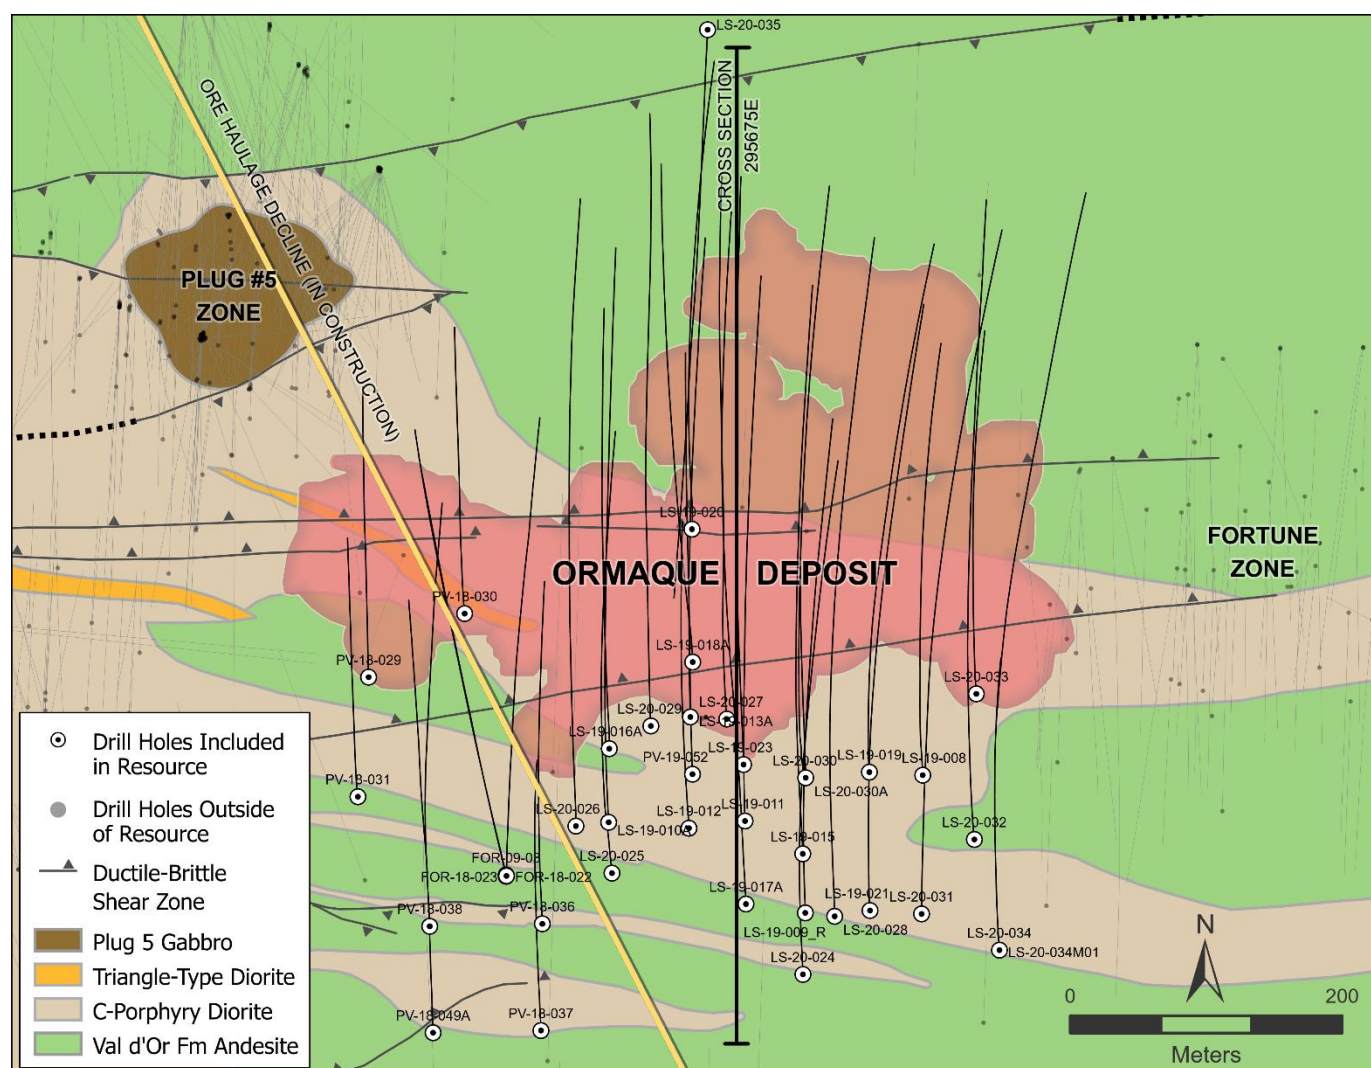 LS-20-035
CROSS SECTION
295675E
ORE HAULAGE DECLINE (IN CONSTRUCTION)
PLUG #5
ZONE
LS-19-020
FORTUNE
ZONE
ORMAQUE DEPOSIT
PV-18-030
LS-19-018A
PV-18-029
LS-20-033
LS-20-027
LS-20-029
LS-19-013A
LS-19-016A
PV-19-052
LS-19-023
LS-20-030
LS-19-019
LS-19-008
LS-20-030A
PV-18-031
LS-20-026
LS-19-010A
LS-19-012
LS-19-011
LS-20-032
LS-19-015
LS-20-025
FOR-18-023
FOR-18-022
LS-19-017A
LS-19-021
LS-20-031
PV-18-038
PV-18-036
LS-19-009_R
LS-20-028
LS-20-034
LS-20-034M01
LS-20-024
PV-18-049A
PV-18-037
Drill Holes Included
in Resource
Drill Holes Outside
of Resource
Ductile-Brittle
Shear Zone
Plug 5 Gabbro
Triangle-Type Diorite
C-Porphyry Diorite
Val d'Or Fm Andesite
N
0 200
Meters